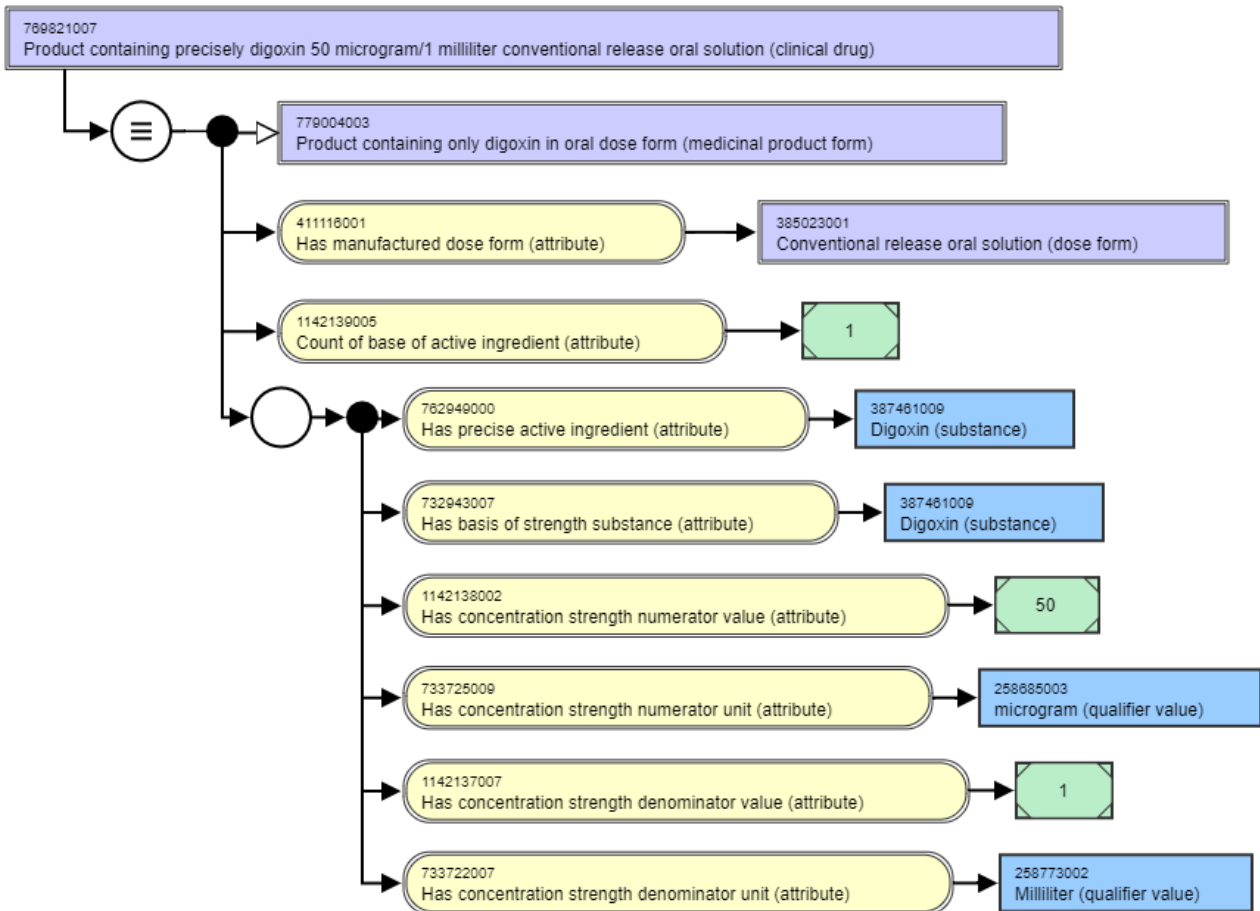 769821007
Product containing precisely digoxin 50 microgram/1 milliliter conventional release oral solution (clinical drug)
779004003
Product containing only digoxin in oral dose form (medicinal product form)
411116001
Has manufactured dose form (attribute)
385023001
Conventional release oral solution (dose form)
1142139005
Count of base of active ingredient (attribute)
1
762949000
Has precise active ingredient (attribute)
387461009
Digoxin (substance)
732943007
Has basis of strength substance (attribute)
387461009
Digoxin (substance)
1142138002
Has concentration strength numerator value (attribute)
50
733725009
Has concentration strength numerator unit (attribute)
258685003
microgram (qualifier value)
1142137007
Has concentration strength denominator value (attribute)
1
733722007
Has concentration strength denominator unit (attribute)
258773002
Milliliter (qualifier value)